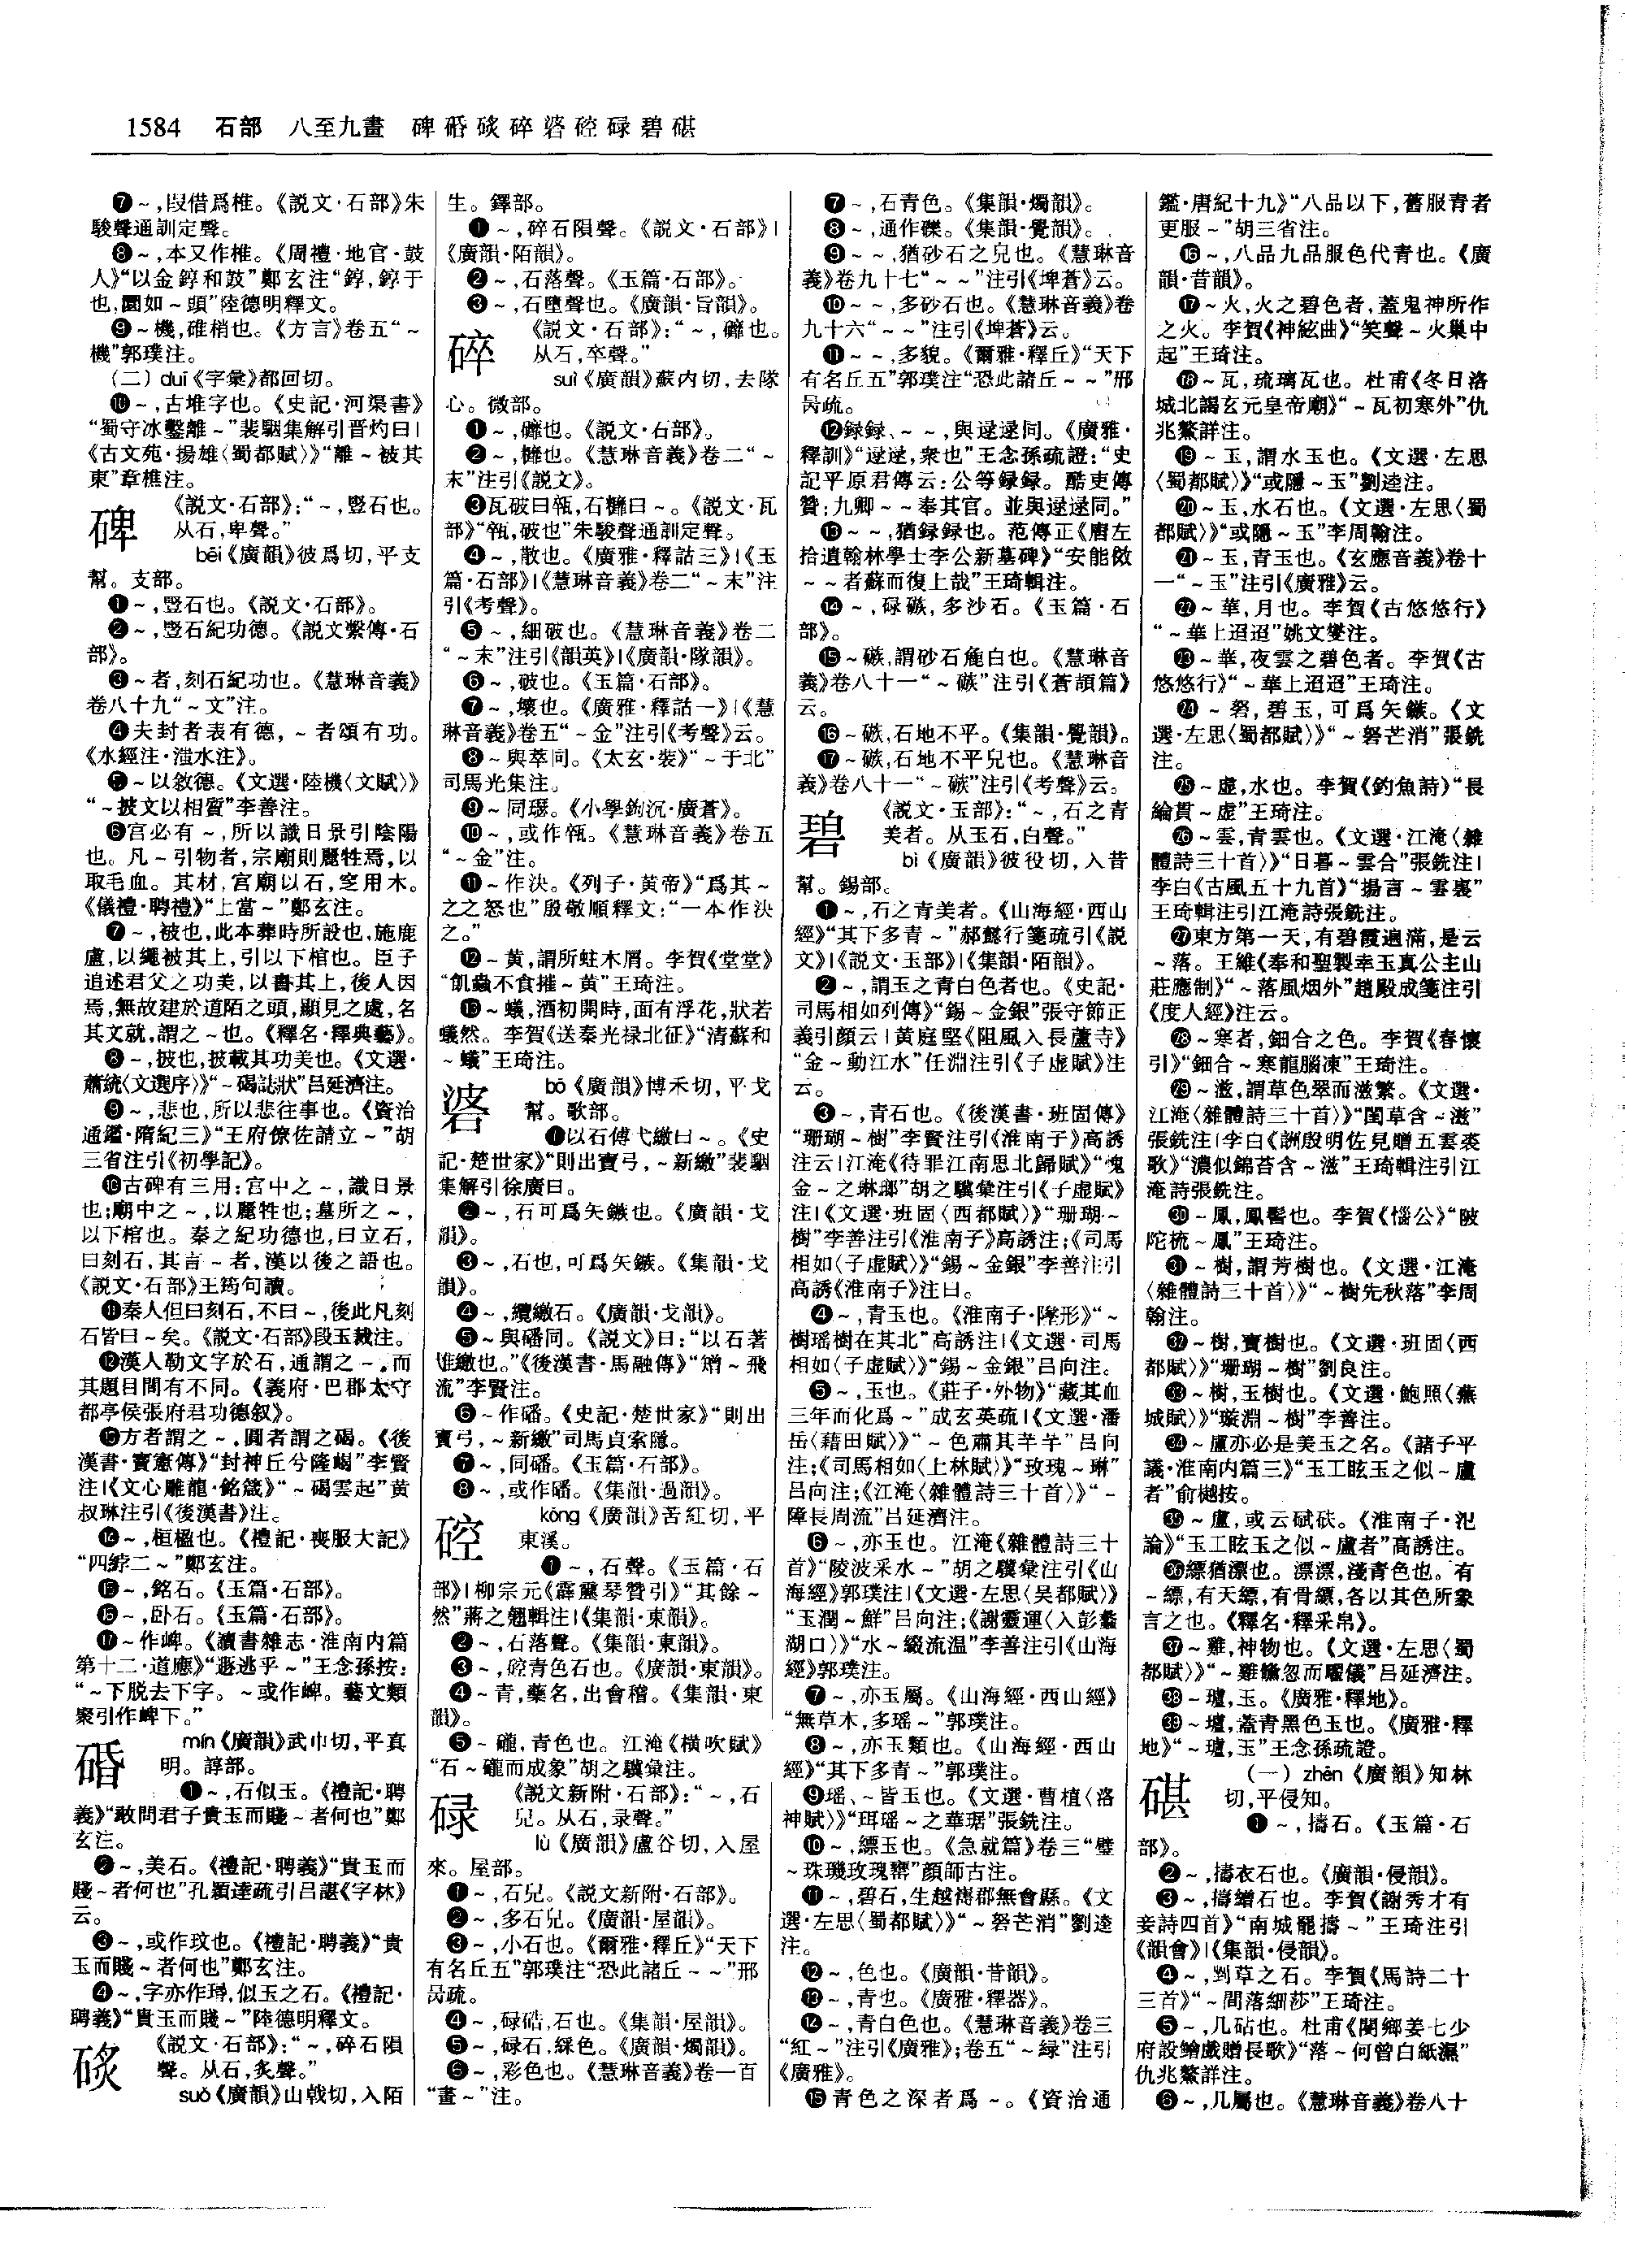 1584 石部 八至九畫 碑碈䃂碎碆硿碌碧碪
❼～,叚借爲椎。《説文·石部》朱
駿聲通訓定聲。
❽～,本又作椎。《周禮·地官·鼓
人》“以金錞和鼓”鄭玄注“錞,錞于
也,圜如～頭”陸德明釋文。
❾～機,碓梢也。《方言》卷五“～
機”郭璞注。
(二) duī《字彙》都回切。
❿～,古堆字也。《史記·河渠書》
“蜀守冰鑿離～”裴駰集解引晉灼曰|
《古文苑·揚雄〈蜀都賦〉》“離～被其
東”章樵注。
碑
《説文·石部》:“～,豎石也。
从石,卑聲。”
bēi《廣韻》彼爲切,平支
幫。支部。
❶～,豎石也。《説文·石部》。
❷～,豎石紀功德。《説文繫傳·石
部》。
❸～者,刻石紀功也。《慧琳音義》
卷八十九“～文”注。
❹夫封者表有德,～者頌有功。
《水經注·滍水注》。
❺～以敘德。《文選·陸機〈文賦〉》
“～披文以相質”李善注。
❻宫必有～,所以識日景引陰陽
也。凡～引物者,宗廟則麗牲焉,以
取毛血。其材,宫廟以石,窆用木。
《儀禮·聘禮》“上當～”鄭玄注。
❼～,被也,此本葬時所設也,施鹿
盧,以繩被其上,引以下棺也。臣子
追述君父之功美,以書其上,後人因
焉,無故建於道陌之頭,顯見之處,名
其文就,謂之～也。《釋名·釋典藝》。
❽～,披也,披載其功美也。《文選·
蕭統〈文選序〉》“～碣誌狀”吕延濟注。
❾～,悲也,所以悲往事也。《資治
通鑑·隋紀三》“王府僚佐請立～”胡
三省注引《初學記》。
❿古碑有三用:宫中之～,識日景
也;廟中之～,以麗牲也;墓所之～,
以下棺也。秦之紀功德也,曰立石,
曰刻石,其言～者,漢以後之語也。
《説文·石部》王筠句讀。
⓫秦人但曰刻石,不曰～,後此凡刻
石皆曰～矣。《説文·石部》段玉裁注。
⓬漢人勒文字於石,通謂之～,而
其題目間有不同。《義府·巴郡太守
都亭侯張府君功德叙》。
⓭方者謂之～,圓者謂之碣。《後
漢書·竇憲傳》“封神丘兮隆嵑”李賢
注|《文心雕龍·銘箴》“～碣雲起”黄
叔琳注引《後漢書》注。
⓮～,桓楹也。《禮記·喪服大記》
“四綍二～”鄭玄注。
⓯～,銘石。《玉篇·石部》。
⓰～,卧石。《玉篇·石部》。
⓱～作崥。《讀書雜志·淮南内篇
第十二·道應》“遯逃乎～”王念孫按:
“～下脱去下字。～或作崥。藝文類
聚引作崥下。”
碈
mín《廣韻》武巾切,平真
明。諄部。
❶～,石似玉。《禮記·聘
義》“敢問君子貴玉而賤～者何也”鄭
玄注。
❷～,美石。《禮記·聘義》“貴玉而
賤～者何也”孔穎達疏引吕諶《字林》
云。
❸～,或作玟也。《禮記·聘義》“貴
玉而賤～者何也”鄭玄注。
❹～,字亦作瑉,似玉之石。《禮記·
聘義》“貴玉而賤～”陸德明釋文。
䃂
《説文·石部》:“～,碎石隕
聲。从石,炙聲。”
suǒ《廣韻》山戟切,入陌
生。鐸部。
❶～,碎石隕聲。《説文·石部》|
《廣韻·陌韻》。
❷～,石落聲。《玉篇·石部》。
❸～,石墮聲也。《廣韻·旨韻》。
碎
《説文·石部》:“～,䃺也。
从石,卒聲。”
suì《廣韻》蘇内切,去隊
心。微部。
❶～,䃺也。《説文·石部》。
❷～,䉲也。《慧琳音義》卷二“～
末”注引《説文》。
❸瓦破曰㼮,石䉲曰～。《説文·瓦
部》“㼮,破也”朱駿聲通訓定聲。
❹～,散也。《廣雅·釋詁三》|《玉
篇·石部》|《慧琳音義》卷二“～末”注
引《考聲》。
❺～,細破也。《慧琳音義》卷二
“～末”注引《韻英》|《廣韻·隊韻》。
❻～,破也。《玉篇·石部》。
❼～,壞也。《廣雅·釋詁一》|《慧
琳音義》卷五“～金”注引《考聲》云。
❽～與萃同。《太玄·裝》“～于北”
司馬光集注。
❾～同璱。《小學鉤沉·廣蒼》。
❿～,或作㼮。《慧琳音義》卷五
“～金”注。
⓫～作決。《列子·黄帝》“爲其～
之之怒也”殷敬順釋文:“一本作決
之。”
⓬～黄,謂所蛀木屑。李賀《堂堂》
“飢蟲不食摧～黄”王琦注。
⓭～蟻,酒初開時,面有浮花,狀若
蟻然。李賀《送秦光禄北征》“清蘇和
～蟻”王琦注。
碆
bō《廣韻》博禾切,平戈
幫。歌部。
❶以石傅弋繳曰～。《史
記·楚世家》“則出寶弓,～新繳”裴駰
集解引徐廣曰。
❷～,石可爲矢鏃也。《廣韻·戈
韻》。
❸～,石也,可爲矢鏃。《集韻·戈
韻》。
❹～,纜繳石。《廣韻·戈韻》。
❺～與磻同。《説文》曰:“以石著
隿繳也。”《後漢書·馬融傳》“矰～飛
流”李賢注。
❻～作磻。《史記·楚世家》“則出
寶弓,～新繳”司馬貞索隱。
❼～,同磻。《玉篇·石部》。
❽～,或作磻。《集韻·過韻》。
硿
kōng《廣韻》苦紅切,平
東溪。
❶～,石聲。《玉篇·石
部》|柳宗元《霹靂琴贊引》“其餘～
然”蔣之翹輯注|《集韻·東韻》。
❷～,石落聲。《集韻·東韻》。
❸～,硿青色石也。《廣韻·東韻》。
❹～青,藥名,出會稽。《集韻·東
韻》。
❺～礲,青色也。江淹《横吹賦》
“石～礲而成象”胡之驥彙注。
碌
《説文新附·石部》:“～,石
皃。从石,录聲。”
lù《廣韻》盧谷切,入屋
來。屋部。
❶～,石皃。《説文新附·石部》。
❷～,多石皃。《廣韻·屋韻》。
❸～,小石也。《爾雅·釋丘》“天下
有名丘五”郭璞注“恐此諸丘～～”邢
昺疏。
❹～,碌碡,石也。《集韻·屋韻》。
❺～,碌石,綵色。《廣韻·燭韻》。
❻～,彩色也。《慧琳音義》卷一百
“畫～”注。
❼～,石青色。《集韻·燭韻》。
❽～,通作磟。《集韻·覺韻》。
❾～～,猶砂石之皃也。《慧琳音
義》卷九十七“～～”注引《埤蒼》云。
❿～～,多砂石也。《慧琳音義》卷
九十六“～～”注引《埤蒼》云。
⓫～～,多貌。《爾雅·釋丘》“天下
有名丘五”郭璞注“恐此諸丘～～”邢
昺疏。
⓬録録、～～,與逯逯同。《廣雅·
釋訓》“逯逯,衆也”王念孫疏證:“史
記平原君傳云:公等録録。酷吏傳
贊:九卿～～奉其官。並與逯逯同。”
⓭～～,猶録録也。范傳正《唐左
拾遺翰林學士李公新墓碑》“安能傚
～～者蘇而復上哉”王琦輯注。
⓮～,碌磭,多沙石。《玉篇·石
部》。
⓯～磭,謂砂石麁白也。《慧琳音
義》卷八十一“～磭”注引《蒼頡篇》
云。
⓰～磭,石地不平。《集韻·覺韻》。
⓱～磭,石地不平皃也。《慧琳音
義》卷八十一“～磭”注引《考聲》云。
碧
《説文·玉部》:“～,石之青
美者。从玉石,白聲。”
bì《廣韻》彼役切,入昔
幫。錫部。
❶～,石之青美者。《山海經·西山
經》“其下多青～”郝懿行箋疏引《説
文》|《説文·玉部》|《集韻·陌韻》。
❷～,謂玉之青白色者也。《史記·
司馬相如列傳》“錫～金銀”張守節正
義引顔云|黄庭堅《阻風入長蘆寺》
“金～動江水”任淵注引《子虚賦》注
云。
❸～,青石也。《後漢書·班固傳》
“珊瑚～樹”李賢注引《淮南子》高誘
注云|江淹《待罪江南思北歸賦》“愧
金～之琳瑯”胡之驥彙注引《子虚賦》
注|《文選·班固〈西都賦〉》“珊瑚～
樹”李善注引《淮南子》高誘注;《司馬
相如〈子虚賦〉》“錫～金銀”李善注引
高誘《淮南子》注曰。
❹～,青玉也。《淮南子·墬形》“～
樹瑶樹在其北”高誘注|《文選·司馬
相如〈子虚賦〉》“錫～金銀”吕向注。
❺～,玉也。《莊子·外物》“藏其血
三年而化爲～”成玄英疏|《文選·潘
岳〈藉田賦〉》“～色肅其芊芊”吕向
注;《司馬相如〈上林賦〉》“玫瑰～琳”
吕向注;《江淹〈雜體詩三十首〉》“～
障長周流”吕延濟注。
❻～,亦玉也。江淹《雜體詩三十
首》“陵波采水～”胡之驥彙注引《山
海經》郭璞注|《文選·左思〈吴都賦〉》
“玉潤～鮮”吕向注;《謝靈運〈入彭蠡
湖口〉》“水～綴流温”李善注引《山海
經》郭璞注。
❼～,亦玉屬。《山海經·西山經》
“無草木,多瑶～”郭璞注。
❽～,亦玉類也。《山海經·西山
經》“其下多青～”郭璞注。
❾瑶、～皆玉也。《文選·曹植〈洛
神賦〉》“珥瑶～之華琚”張銑注。
❿～,縹玉也。《急就篇》卷三“璧
～珠璣玫瑰罋”顔師古注。
⓫～,碧石,生越嶲郡無會縣。《文
選·左思〈蜀都賦〉》“～砮芒消”劉逵
注。
⓬～,色也。《廣韻·昔韻》。
⓭～,青也。《廣雅·釋器》。
⓮～,青白色也。《慧琳音義》卷三
“紅～”注引《廣雅》;卷五“～緑”注引
《廣雅》。
⓯青色之深者爲～。《資治通
鑑·唐紀十九》“八品以下,舊服青者
更服～”胡三省注。
⓰～,八品九品服色代青也。《廣
韻·昔韻》。
⓱～火,火之碧色者,蓋鬼神所作
之火。李賀《神絃曲》“笑聲～火巢中
起”王琦注。
⓲～瓦,琉璃瓦也。杜甫《冬日洛
城北謁玄元皇帝廟》“～瓦初寒外”仇
兆鰲詳注。
⓳～玉,謂水玉也。《文選·左思
〈蜀都賦〉》“或隱～玉”劉逵注。
⓴～玉,水石也。《文選·左思〈蜀
都賦〉》“或隱～玉”李周翰注。
㉑～玉,青玉也。《玄應音義》卷十
一“～玉”注引《廣雅》云。
㉒～華,月也。李賀《古悠悠行》
“～華上迢迢”姚文燮注。
㉓～華,夜雲之碧色者。李賀《古
悠悠行》“～華上迢迢”王琦注。
㉔～砮,碧玉,可爲矢鏃。《文
選·左思〈蜀都賦〉》“～砮芒消”張銑
注。
㉕～虚,水也。李賀《釣魚詩》“長
綸貫～虚”王琦注。
㉖～雲,青雲也。《文選·江淹〈雜
體詩三十首〉》“日暮～雲合”張銑注|
李白《古風五十九首》“揚言～雲裏”
王琦輯注引江淹詩張銑注。
㉗東方第一天,有碧霞遍滿,是云
～落。王維《奉和聖製幸玉真公主山
莊應制》“～落風烟外”趙殿成箋注引
《度人經》注云。
㉘～寒者,鈿合之色。李賀《春懷
引》“鈿合～寒龍腦凍”王琦注。
㉙～滋,謂草色翠而滋繁。《文選·
江淹〈雜體詩三十首〉》“閨草含～滋”
張銑注|李白《詶殷明佐見贈五雲裘
歌》“濃似錦苔含～滋”王琦輯注引江
淹詩張銑注。
㉚～鳳,鳳髻也。李賀《惱公》“陂
陀梳～鳳”王琦注。
㉛～樹,謂芳樹也。《文選·江淹
〈雜體詩三十首〉》“～樹先秋落”李周
翰注。
㉜～樹,寶樹也。《文選·班固〈西
都賦〉》“珊瑚～樹”劉良注。
㉝～樹,玉樹也。《文選·鮑照〈蕪
城賦〉》“璇淵～樹”李善注。
㉞～盧亦必是美玉之名。《諸子平
議·淮南内篇三》“玉工眩玉之似～盧
者”俞樾按。
㉟～盧,或云碔砆。《淮南子·氾
論》“玉工眩玉之似～盧者”高誘注。
㊱縹猶漂也。漂漂,淺青色也。有
～縹,有天縹,有骨縹,各以其色所象
言之也。《釋名·釋采帛》。
㊲～雞,神物也。《文選·左思〈蜀
都賦〉》“～雞儵忽而曜儀”吕延濟注。
㊳～瓐,玉。《廣雅·釋地》。
㊴～瓐,蓋青黑色玉也。《廣雅·釋
地》“～瓐,玉”王念孫疏證。
碪
(一) zhēn《廣韻》知林
切,平侵知。
❶～,擣石。《玉篇·石
部》。
❷～,擣衣石也。《廣韻·侵韻》。
❸～,擣繒石也。李賀《謝秀才有
妾詩四首》“南城罷擣～”王琦注引
《韻會》|《集韻·侵韻》。
❹～,剉草之石。李賀《馬詩二十
三首》“～間落細莎”王琦注。
❺～,几砧也。杜甫《閿鄉姜七少
府設鱠戲贈長歌》“落～何曾白紙濕”
仇兆鰲詳注。
❻～,几屬也。《慧琳音義》卷八十